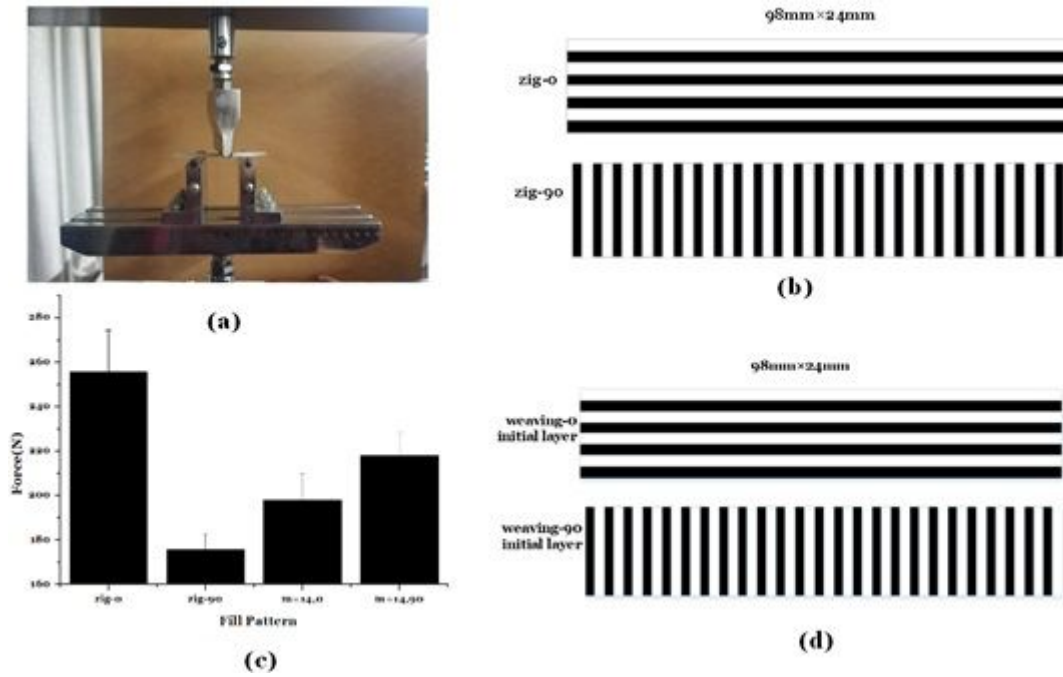 98mm×24mm
zig-0
zig-90
(b)
(a)
280
260
240
220
200
180
160
Force(N)
zig-0
zig-90
m=14,0
m=14,90
Fill Pattern
(c)
98mm×24mm
weaving-0
initial layer
weaving-90
initial layer
(d)